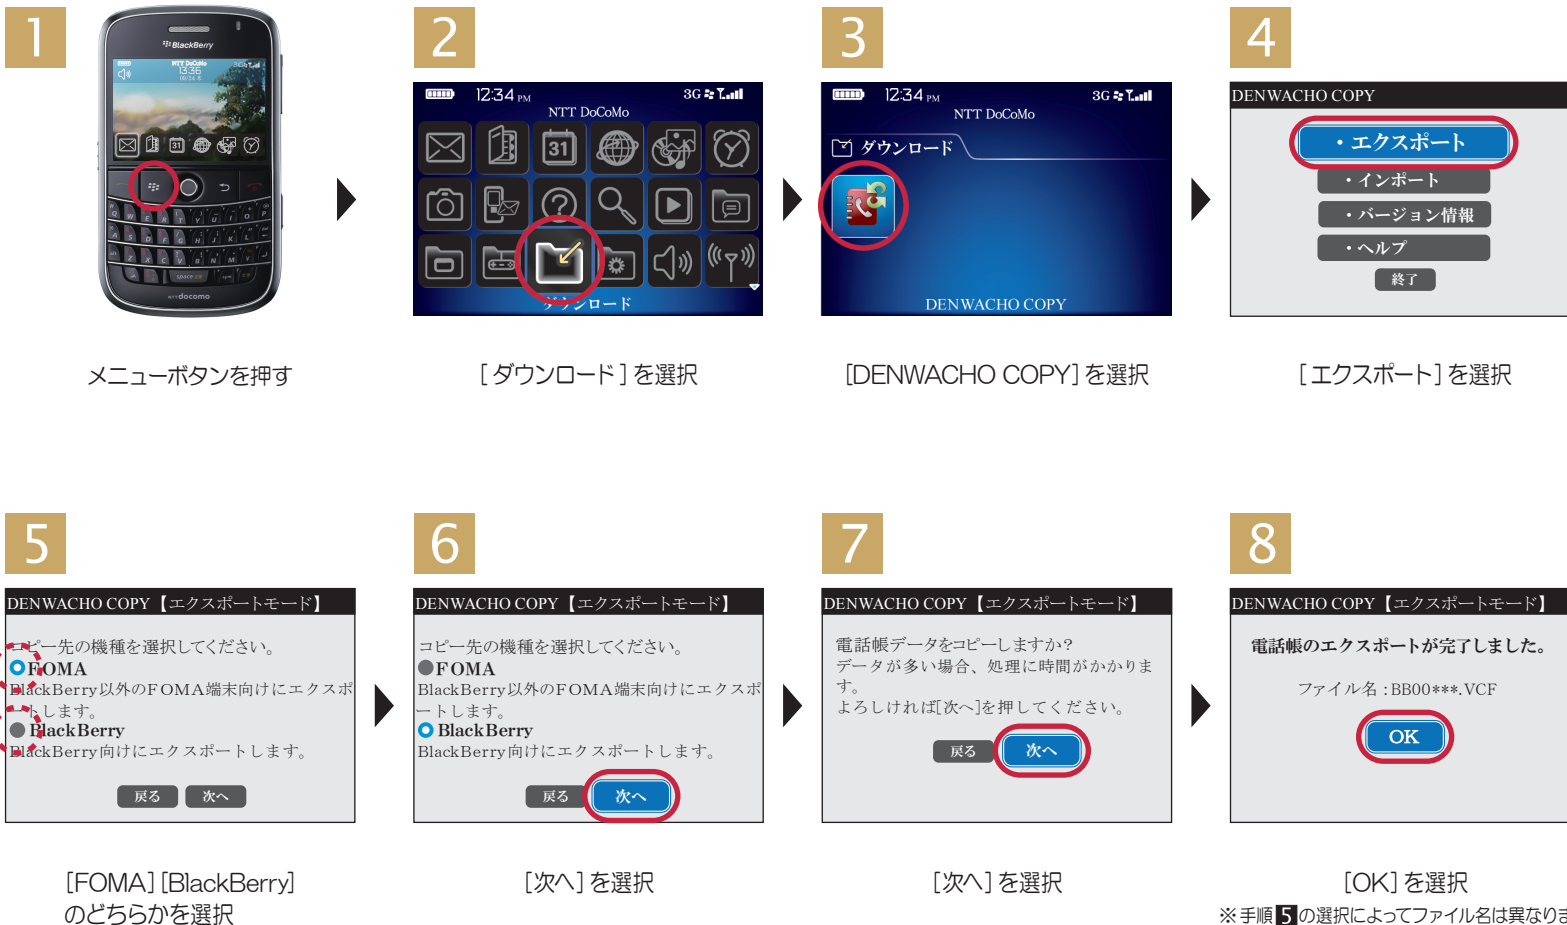 1
BlackBerry
NTT DoCoMo
13:35
3G
docomo
メニューボタンを押す
2
12:34 PM
3G
NTT DoCoMo
31
ダウンロード
[ダウンロード]を選択
3
12:34 PM
3G
NTT DoCoMo
ダウンロード
DENWACHO COPY
[DENWACHO COPY]を選択
4
DENWACHO COPY
・エクスポート
・インポート
・バージョン情報
・ヘルプ
終了
[エクスポート]を選択
5
DENWACHO COPY【エクスポートモード】
コピー先の機種を選択してください。
FOMA
BlackBerry以外のFOMA端末向けにエクスポ
ートします。
BlackBerry
BlackBerry向けにエクスポートします。
戻る 次へ
[FOMA][BlackBerry]
のどちらかを選択
6
DENWACHO COPY【エクスポートモード】
コピー先の機種を選択してください。
FOMA
BlackBerry以外のFOMA端末向けにエクスポ
ートします。
BlackBerry
BlackBerry向けにエクスポートします。
戻る 次へ
[次へ]を選択
7
DENWACHO COPY【エクスポートモード】
電話帳データをコピーしますか?
データが多い場合、処理に時間がかかりま
す。
よろしければ[次へ]を押してください。
戻る 次へ
[次へ]を選択
8
DENWACHO COPY【エクスポートモード】
電話帳のエクスポートが完了しました。
ファイル名:BB00***.VCF
OK
[OK]を選択
※手順5の選択によってファイル名は異なりま